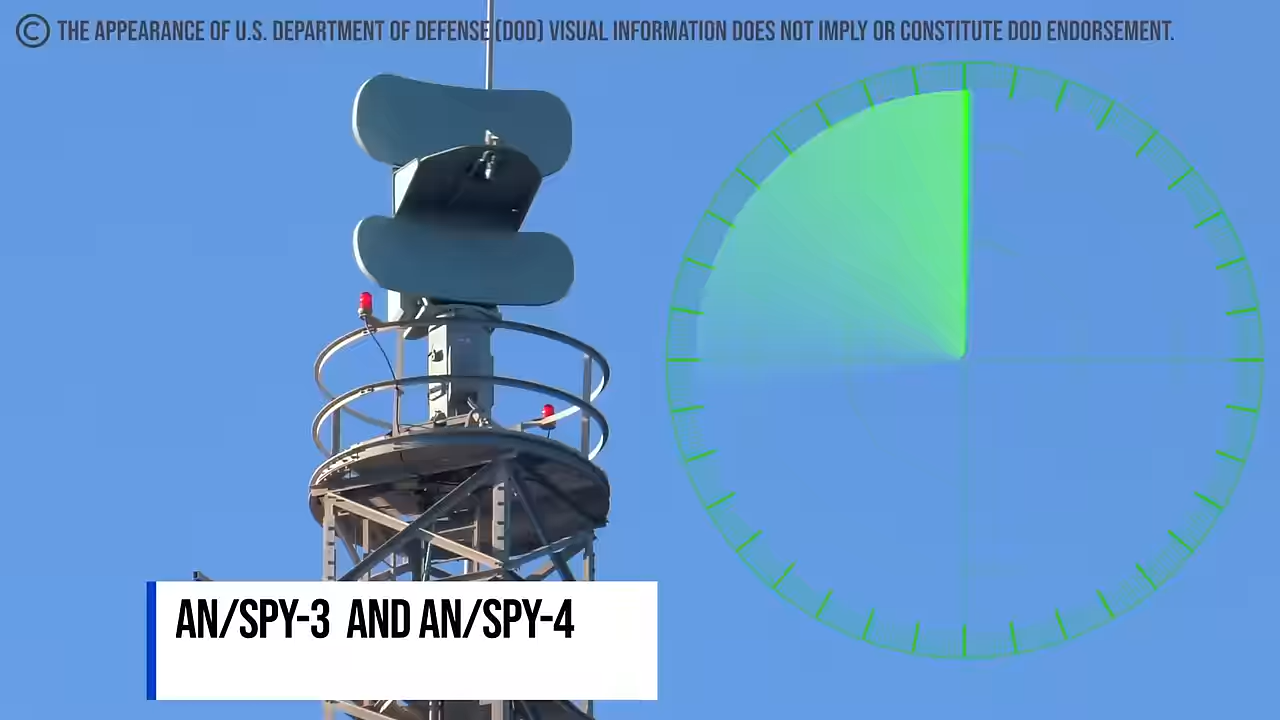 © THE APPEARANCE OF U.S. DEPARTMENT OF DEFENSE (DOD) VISUAL INFORMATION DOES NOT IMPLY OR CONSTITUTE DOD ENDORSEMENT.
AN/SPY-3 AND AN/SPY-4